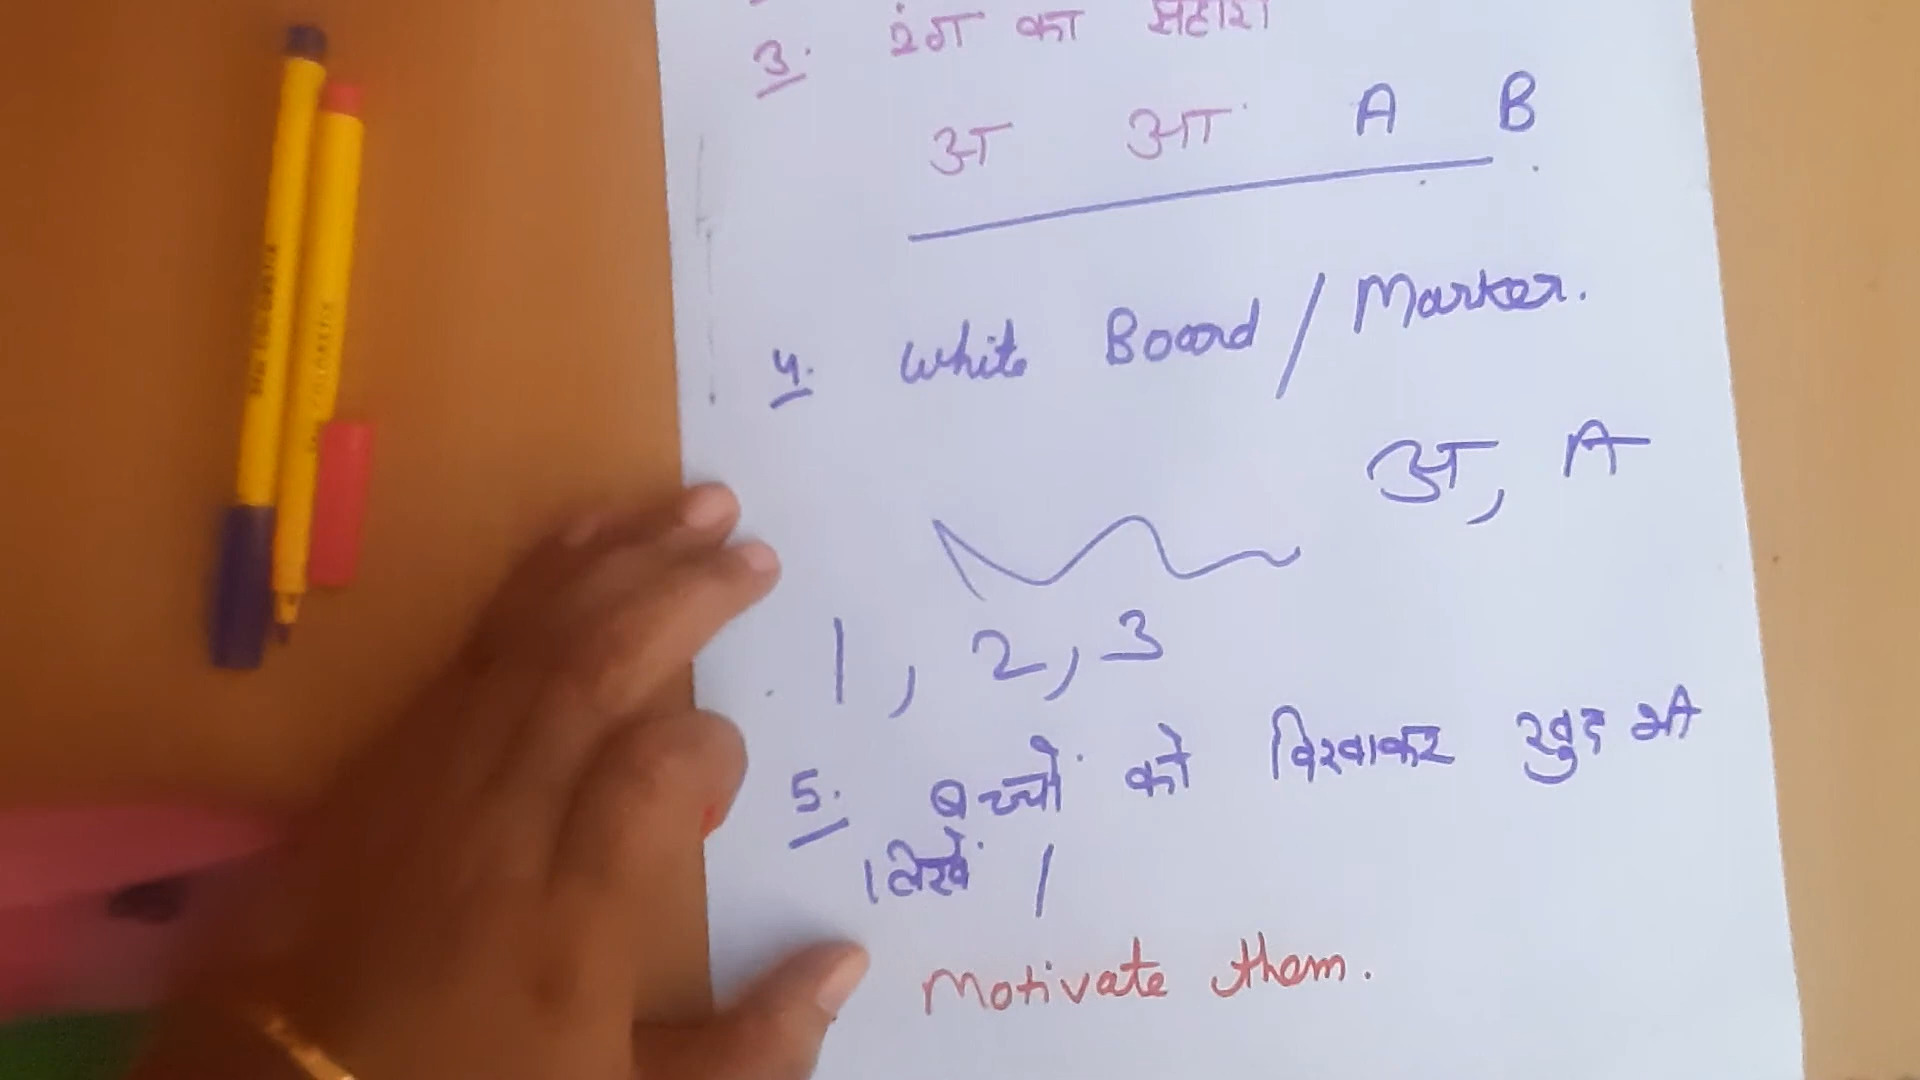 3. रंग का सहारा
अ आ A B
4. White Board / Marker.
अ, A
1, 2, 3
5. बच्चों को दिखाकर खुद भी
लिखें |
Motivate them.